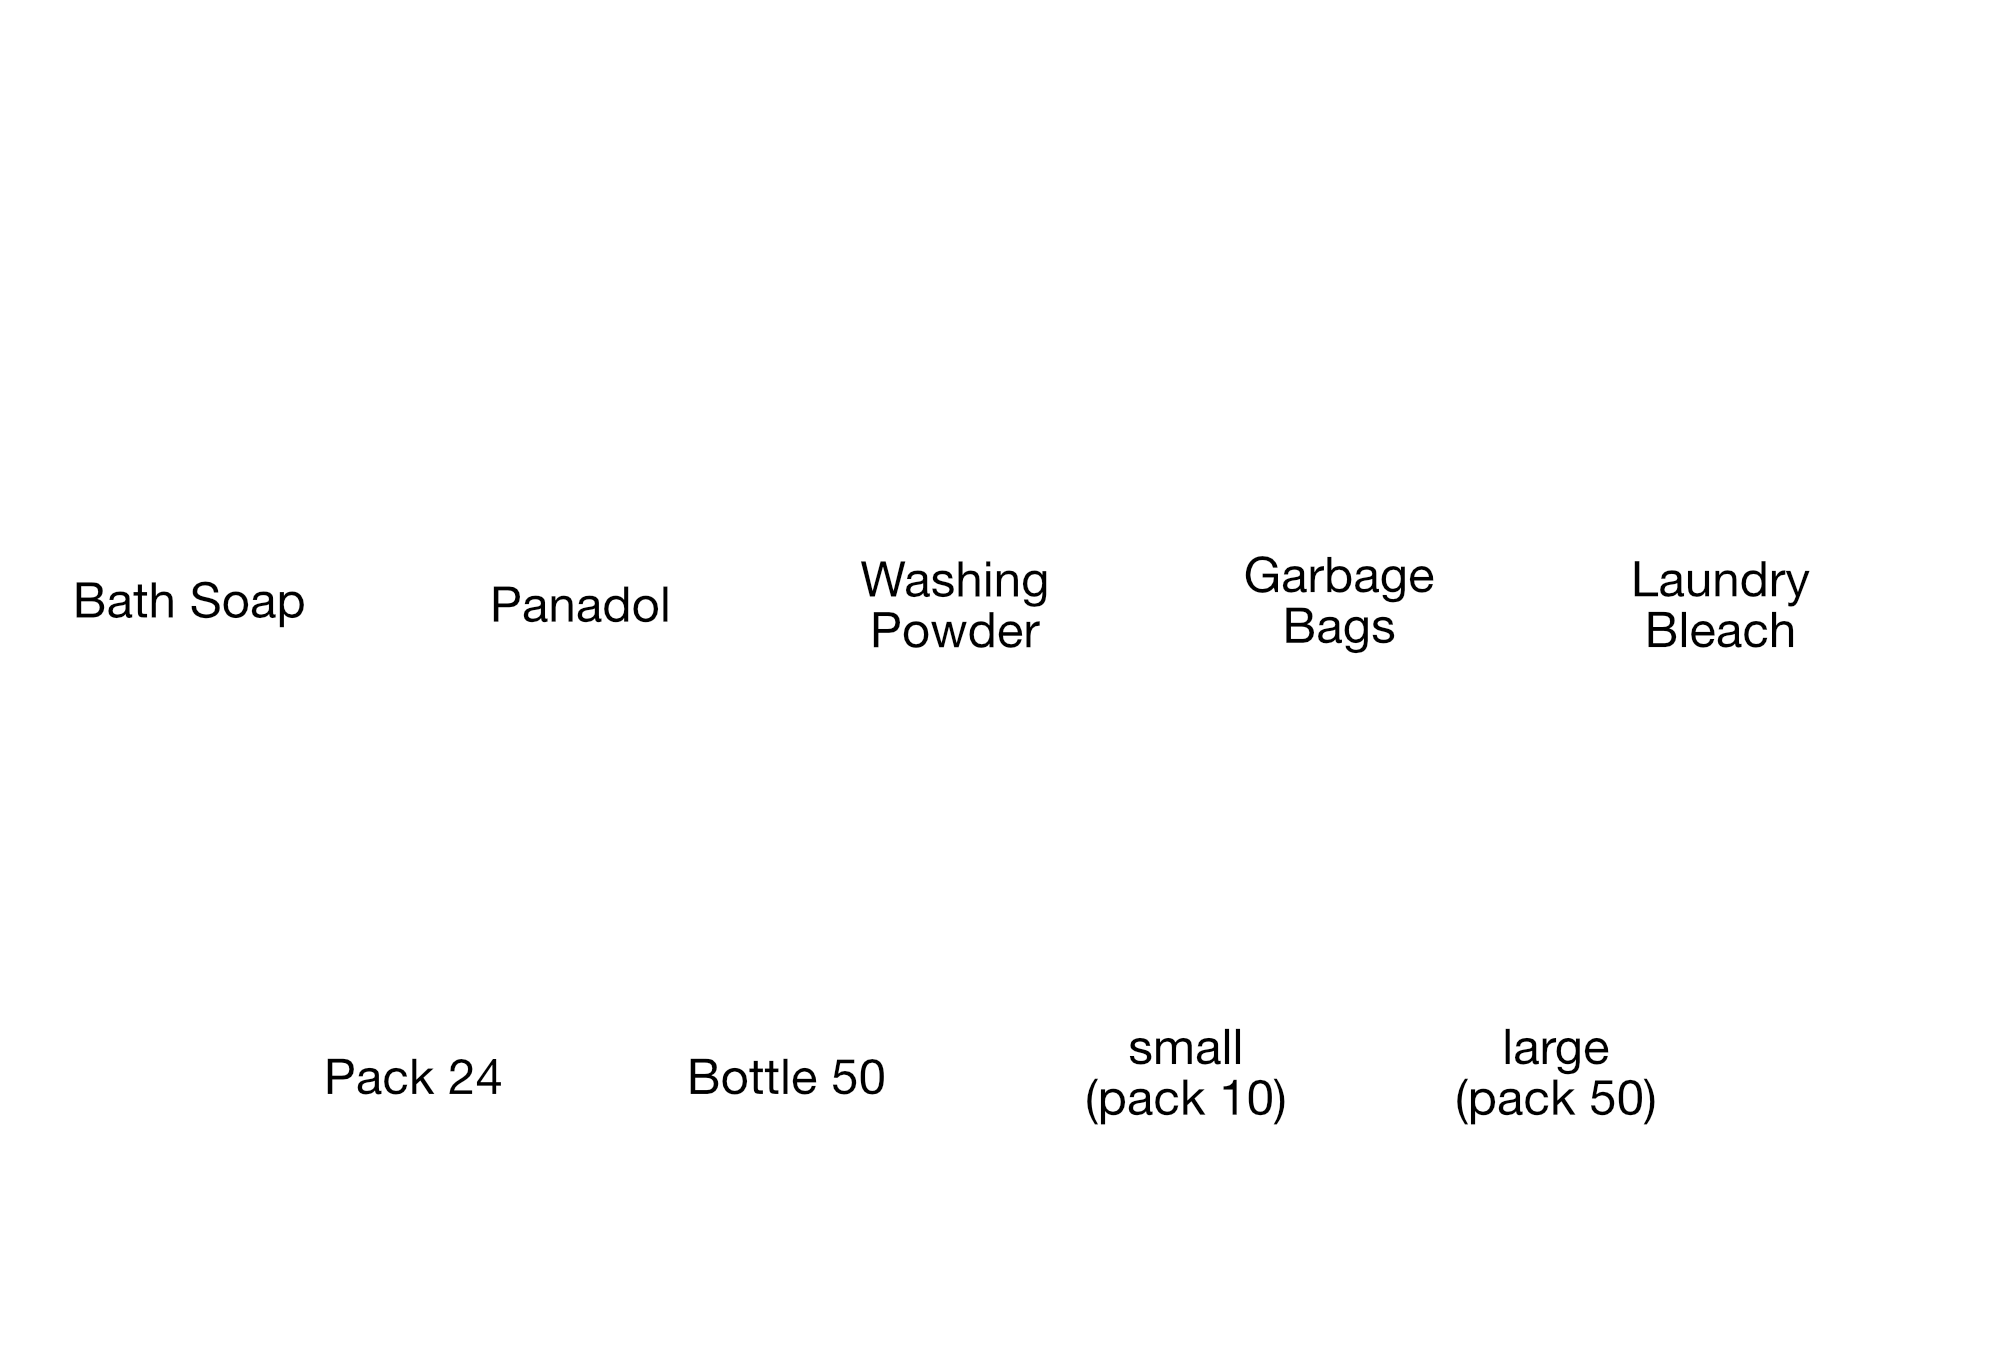 Bath Soap
Panadol
Washing
Powder
Garbage
Bags
Laundry
Bleach
Pack 24
Bottle 50
small
(pack 10)
large
(pack 50)